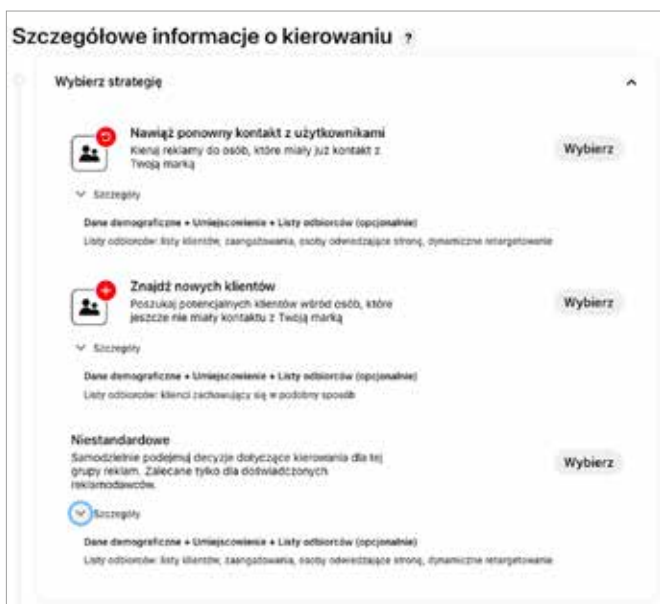 Szczegółowe informacje o kierowaniu ?
Wybierz strategię
Nawiąż ponowny kontakt z użytkownikami
Kieruj reklamy do osób, które miały już kontakt z
Twoją marką
Wybierz
Szczegóły
Dane demograficzne + Umiejscowienie + Listy odbiorców (opcjonalnie)
Listy odbiorców: listy klientów, zaangażowania, osoby odwiedzające stronę, dynamiczne retargetowanie
Znajdź nowych klientów
Poszukaj potencjalnych klientów wśród osób, które
jeszcze nie miały kontaktu z Twoją marką
Wybierz
Szczegóły
Dane demograficzne + Umiejscowienie + Listy odbiorców (opcjonalnie)
Listy odbiorców: klienci zachowujący się w podobny sposób
Niestandardowe
Samodzielnie podejmuj decyzje dotyczące kierowania dla tej
grupy reklam. Zalecane tylko dla doświadczonych
reklamodawców.
Wybierz
Szczegóły
Dane demograficzne + Umiejscowienie + Listy odbiorców (opcjonalnie)
Listy odbiorców: listy klientów, zaangażowania, osoby odwiedzające stronę, dynamiczne retargetowanie